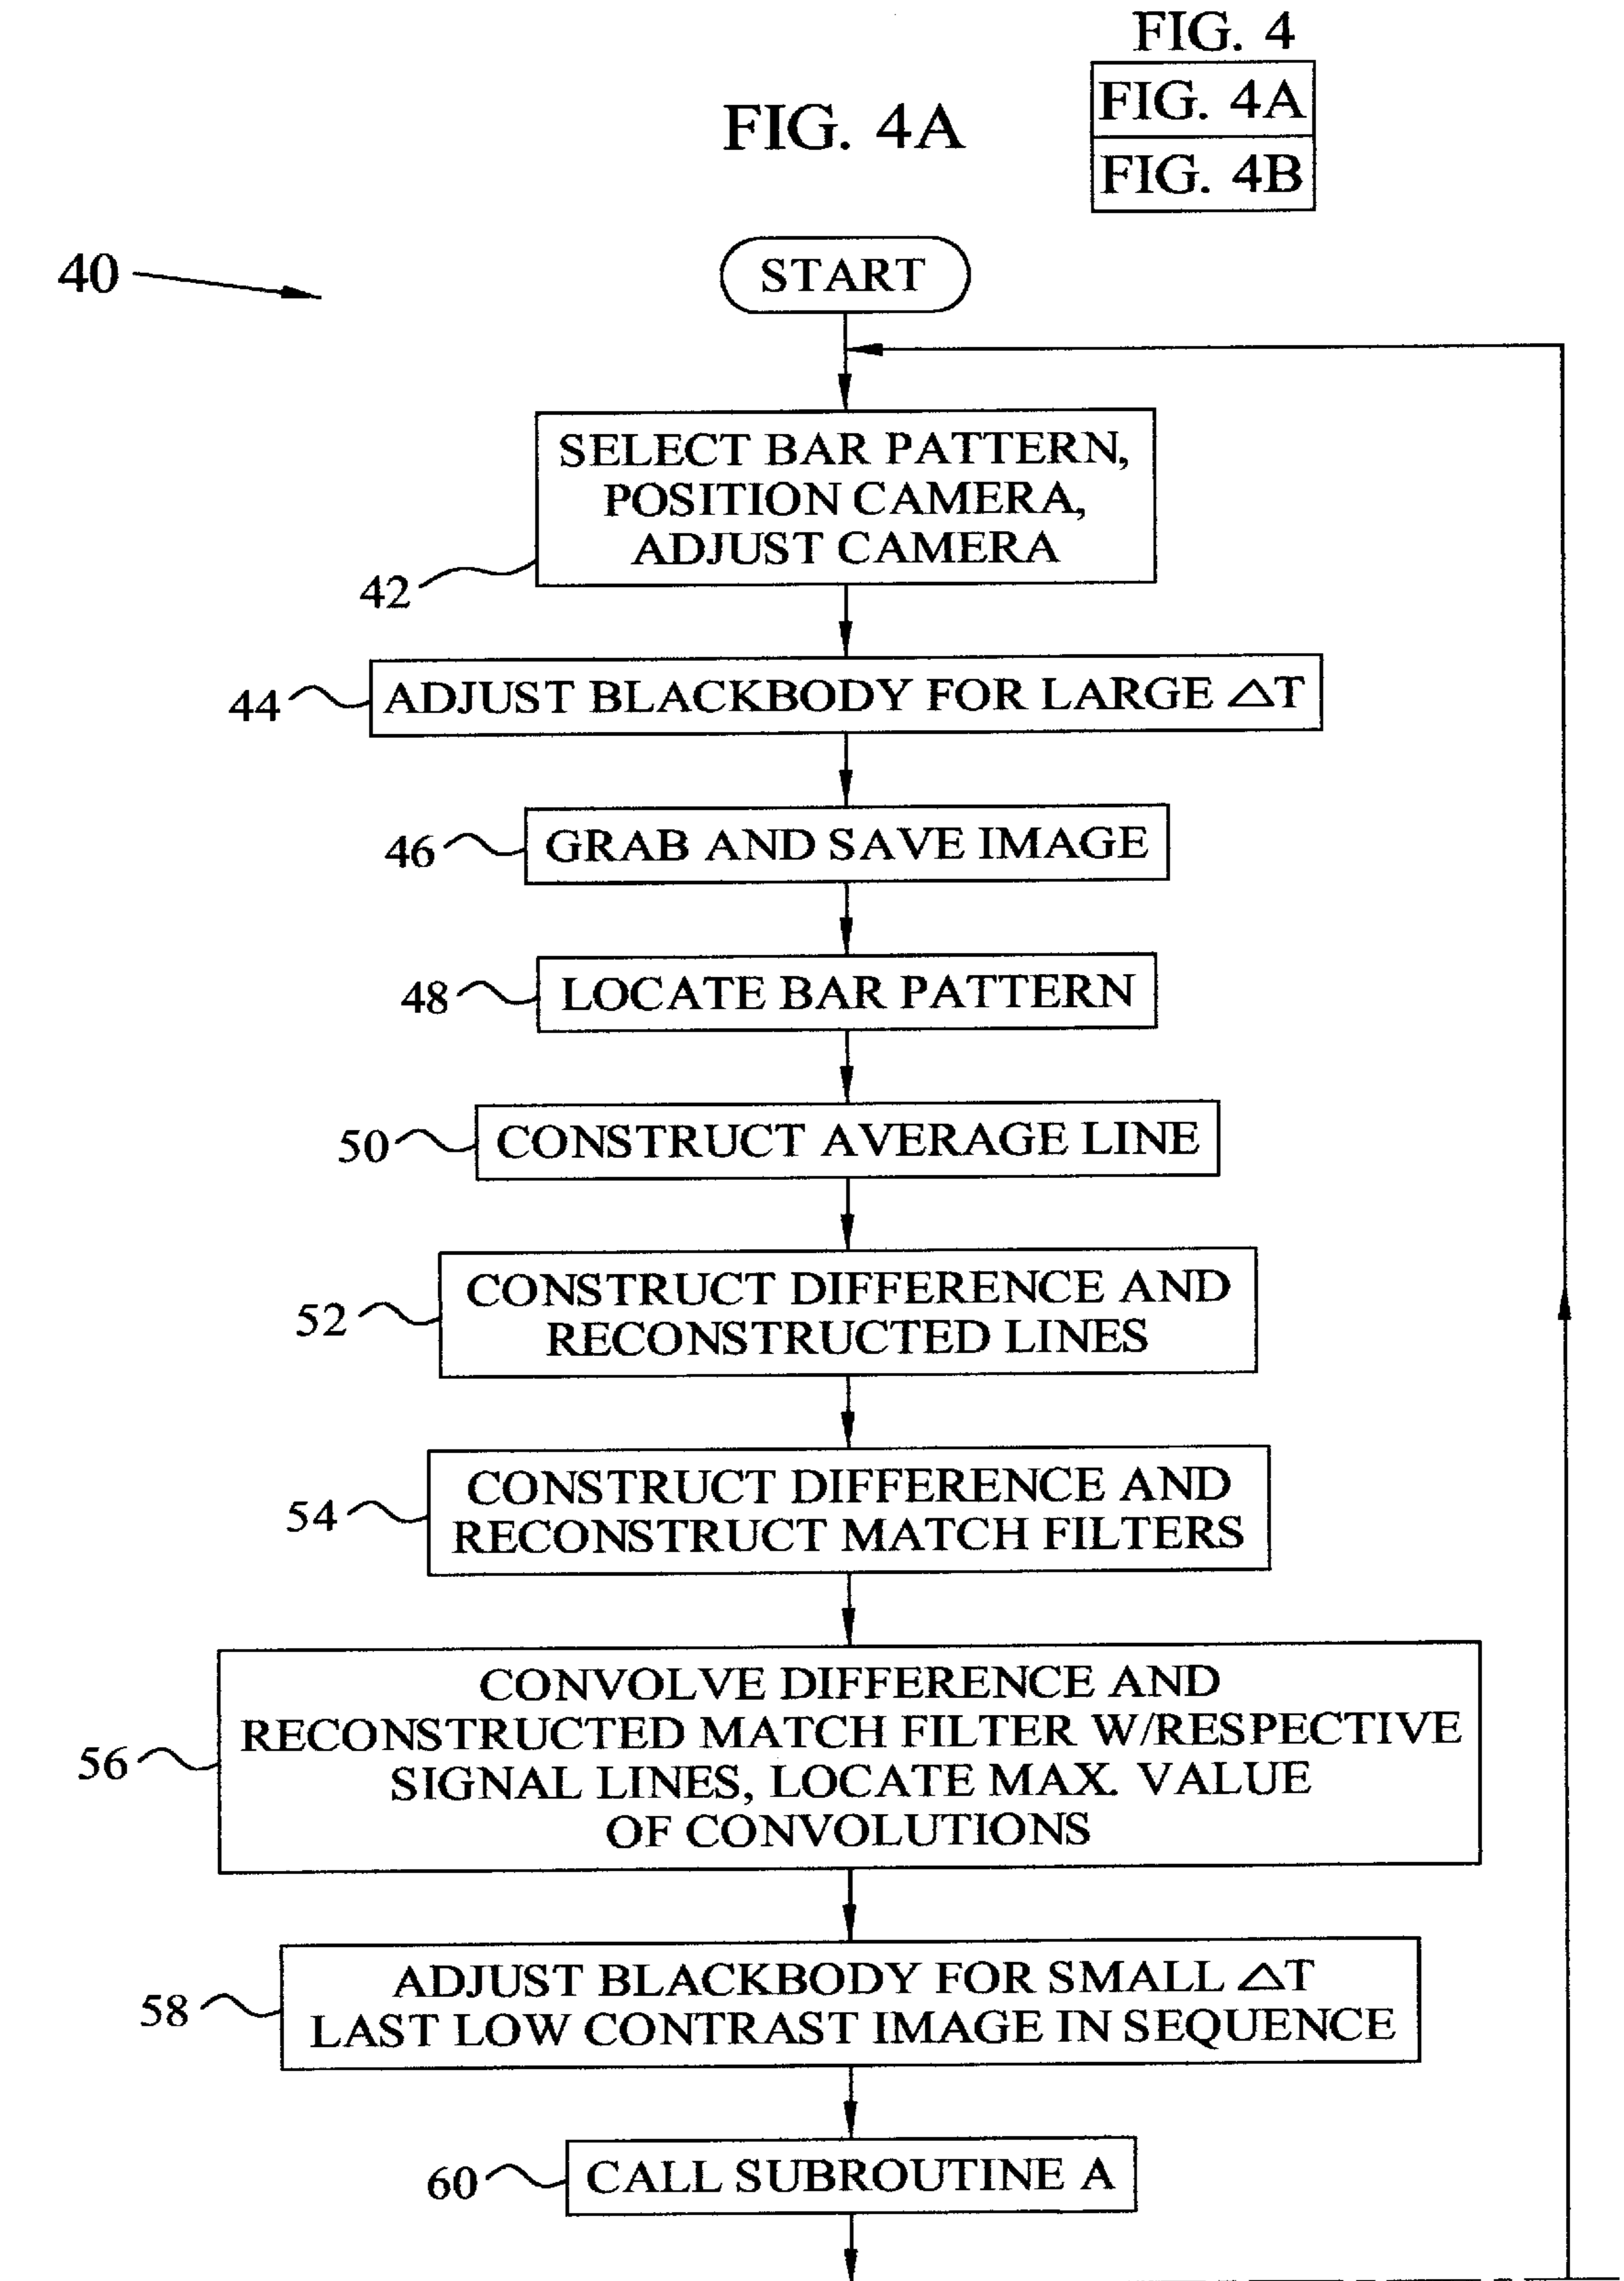 FIG. 4
FIG. 4A
FIG. 4B
FIG. 4A
40
START
SELECT BAR PATTERN,
POSITION CAMERA,
ADJUST CAMERA
42
44
ADJUST BLACKBODY FOR LARGE ΔT
46
GRAB AND SAVE IMAGE
48
LOCATE BAR PATTERN
50
CONSTRUCT AVERAGE LINE
52
CONSTRUCT DIFFERENCE AND
RECONSTRUCTED LINES
54
CONSTRUCT DIFFERENCE AND
RECONSTRUCT MATCH FILTERS
56
CONVOLVE DIFFERENCE AND
RECONSTRUCTED MATCH FILTER W/RESPECTIVE
SIGNAL LINES, LOCATE MAX. VALUE
OF CONVOLUTIONS
58
ADJUST BLACKBODY FOR SMALL ΔT
LAST LOW CONTRAST IMAGE IN SEQUENCE
60
CALL SUBROUTINE A